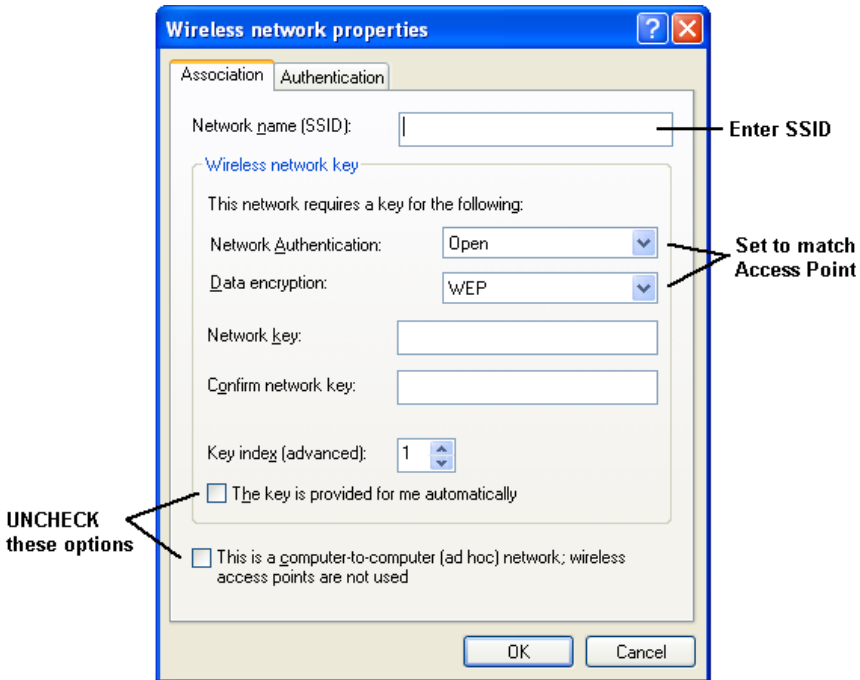 Wireless network properties
Association
Authentication
Network name (SSID):
Enter SSID
Wireless network key
This network requires a key for the following:
Network Authentication:
Open
Set to match
Access Point
Data encryption:
WEP
Network key:
Confirm network key:
Key index (advanced):
1
The key is provided for me automatically
UNCHECK
these options
This is a computer-to-computer (ad hoc) network; wireless
access points are not used
OK
Cancel